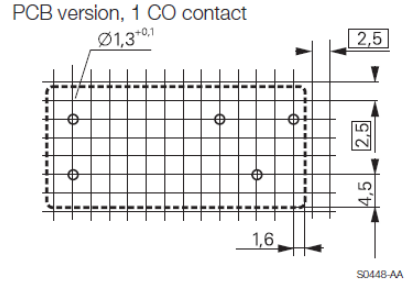 PCB version, 1 CO contact
Ø1,3+0,1
2,5
2,5
4,5
1,6
S0448-AA